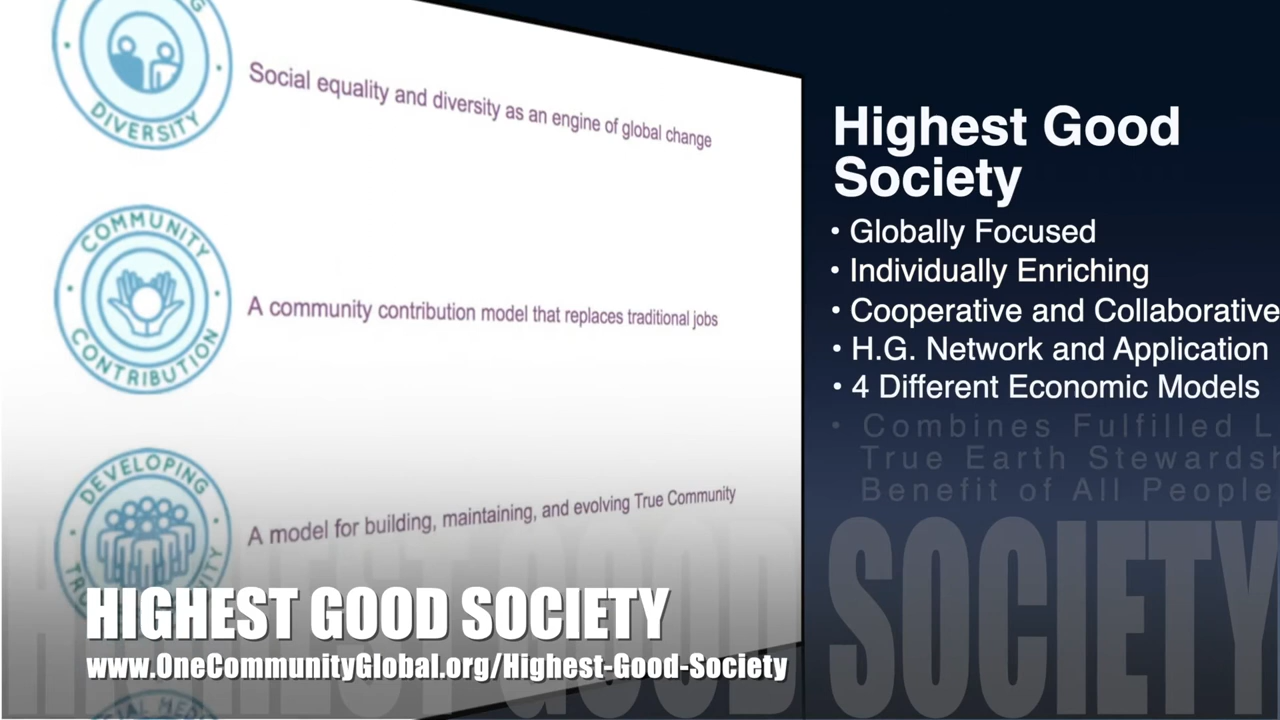 DIVERSITY
Social equality and diversity as an engine of global change
COMMUNITY
CONTRIBUTION
A community contribution model that replaces traditional jobs
DEVELOPING
A model for building, maintaining, and evolving True Community
HIGHEST GOOD SOCIETY
www.OneCommunityGlobal.org/Highest-Good-Society
Highest Good
Society
• Globally Focused
• Individually Enriching
• Cooperative and Collaborative
• H.G. Network and Application
• 4 Different Economic Models
• Combines Fulfilled L
True Earth Stewardsh
Benefit of All People
HIGHEST GOOD SOCIETY